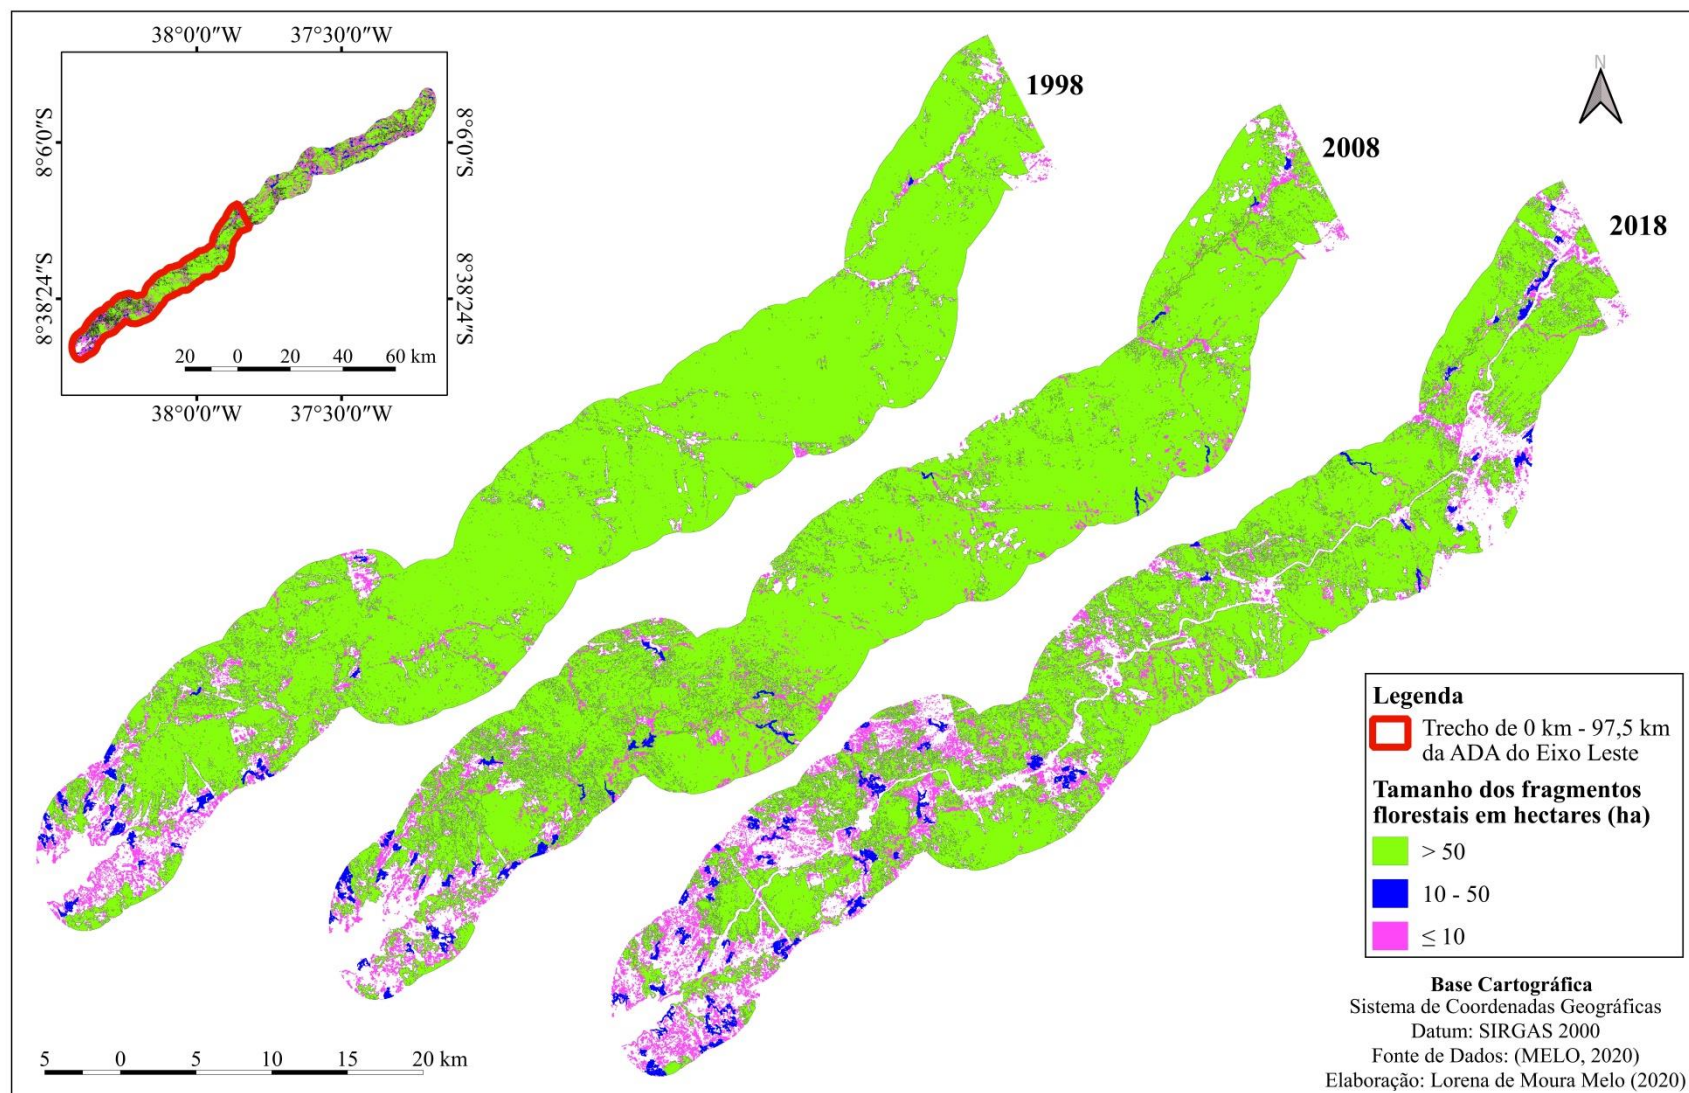 38°0'0"W
37°30'0"W
8°6'0"S
8°38'24"S
8°6'0"S
8°38'24"S
20 0 20 40 60 km
38°0'0"W
37°30'0"W
1998
2008
2018
N
Legenda
Trecho de 0 km - 97,5 km
da ADA do Eixo Leste
Tamanho dos fragmentos
florestais em hectares (ha)
> 50
10 - 50
≤ 10
Base Cartográfica
Sistema de Coordenadas Geográficas
Datum: SIRGAS 2000
Fonte de Dados: (MELO, 2020)
Elaboração: Lorena de Moura Melo (2020)
5 0 5 10 15 20 km